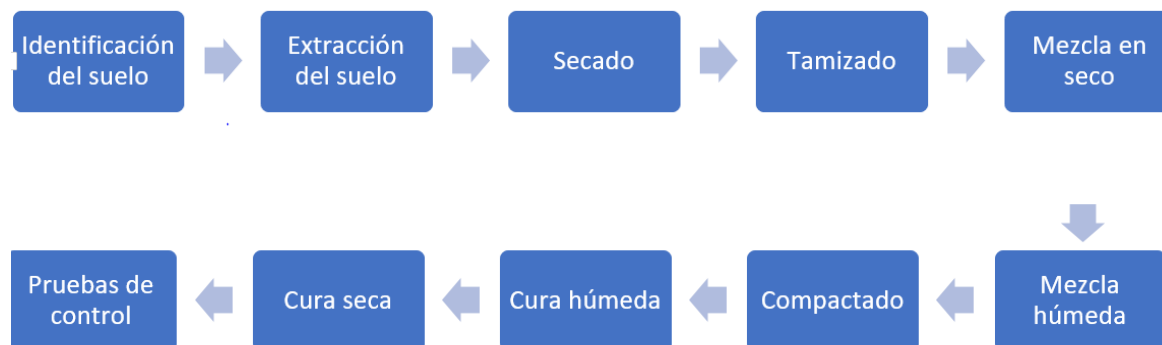 Identificación
del suelo
Extracción
del suelo
Secado
Tamizado
Mezcla en
seco
Mezcla
húmeda
Compactado
Cura húmeda
Cura seca
Pruebas de
control